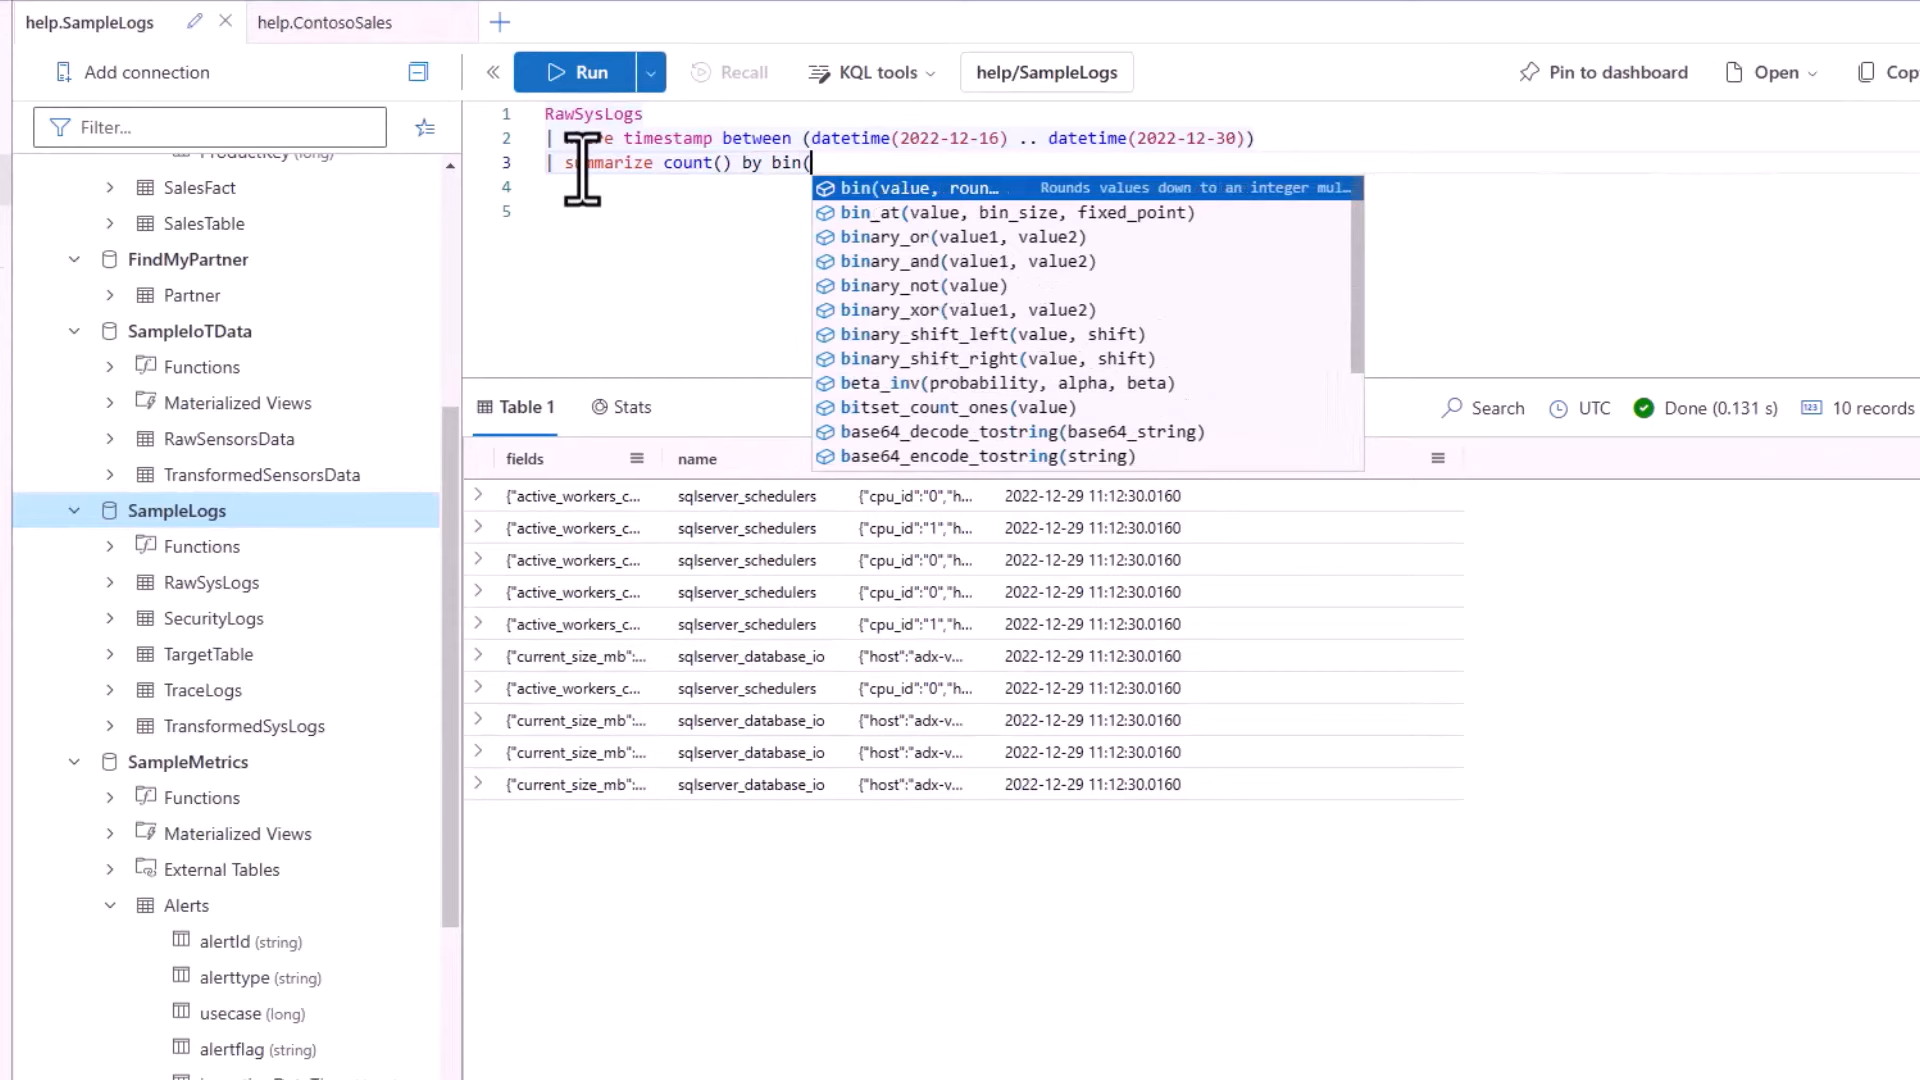 help.SampleLogs
help.ContosoSales
Add connection
Run
Recall
KQL tools
help/SampleLogs
Pin to dashboard
Open
Cop
Filter...
ProductKey (long)
SalesFact
SalesTable
FindMyPartner
Partner
SampleIoTData
Functions
Materialized Views
RawSensorsData
TransformedSensorsData
SampleLogs
Functions
RawSysLogs
SecurityLogs
TargetTable
TraceLogs
TransformedSysLogs
SampleMetrics
Functions
Materialized Views
External Tables
Alerts
alertId (string)
alerttype (string)
usecase (long)
alertflag (string)
1 RawSysLogs
2 | timestamp between (datetime(2022-12-16) .. datetime(2022-12-30))
3 | summarize count() by bin(
4
5
bin(value, roun… Rounds values down to an integer mul…
bin_at(value, bin_size, fixed_point)
binary_or(value1, value2)
binary_and(value1, value2)
binary_not(value)
binary_xor(value1, value2)
binary_shift_left(value, shift)
binary_shift_right(value, shift)
beta_inv(probability, alpha, beta)
bitset_count_ones(value)
base64_decode_tostring(base64_string)
base64_encode_tostring(string)
Table 1
Stats
Search
UTC
Done (0.131 s)
123 10 records
fields name
{"active_workers_c... sqlserver_schedulers {"cpu_id":"0","h... 2022-12-29 11:12:30.0160
{"active_workers_c... sqlserver_schedulers {"cpu_id":"1","h... 2022-12-29 11:12:30.0160
{"active_workers_c... sqlserver_schedulers {"cpu_id":"0","h... 2022-12-29 11:12:30.0160
{"active_workers_c... sqlserver_schedulers {"cpu_id":"0","h... 2022-12-29 11:12:30.0160
{"active_workers_c... sqlserver_schedulers {"cpu_id":"1","h... 2022-12-29 11:12:30.0160
{"current_size_mb":... sqlserver_database_io {"host":"adx-v... 2022-12-29 11:12:30.0160
{"active_workers_c... sqlserver_schedulers {"cpu_id":"0","h... 2022-12-29 11:12:30.0160
{"current_size_mb":... sqlserver_database_io {"host":"adx-v... 2022-12-29 11:12:30.0160
{"current_size_mb":... sqlserver_database_io {"host":"adx-v... 2022-12-29 11:12:30.0160
{"current_size_mb":... sqlserver_database_io {"host":"adx-v... 2022-12-29 11:12:30.0160